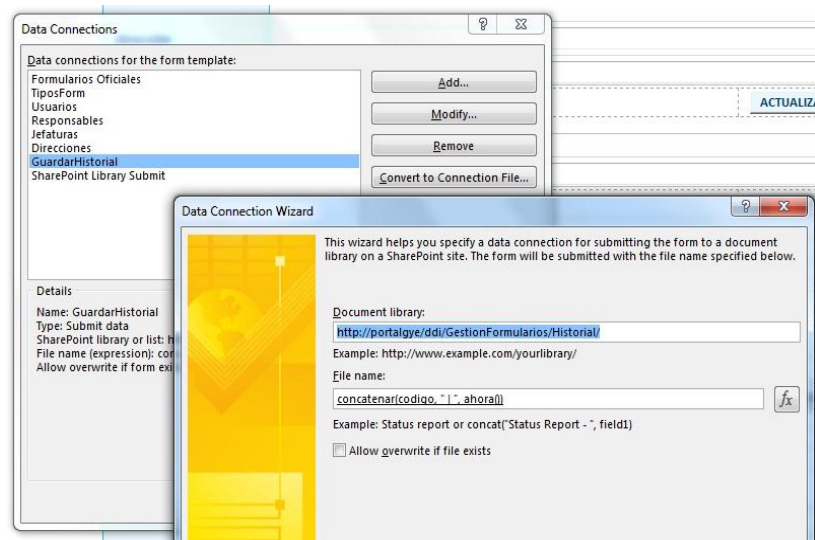 Data Connections
Data connections for the form template:
Formularios Oficiales
TiposForm
Usuarios
Responsables
Jefaturas
Direcciones
GuardarHistorial
SharePoint Library Submit
Add...
Modify...
Remove
Convert to Connection File...
ACTUALIZA
Details
Name: GuardarHistorial
Type: Submit data
SharePoint library or list: h
File name (expression): con
Allow overwrite if form exi
Data Connection Wizard
This wizard helps you specify a data connection for submitting the form to a document
library on a SharePoint site. The form will be submitted with the file name specified below.
Document library:
http://portalgye/ddi/GestionFormularios/Historial/
Example: http://www.example.com/yourlibrary/
File name:
concatenar(codigo, " | ", ahora())
fx
Example: Status report or concat("Status Report - ", field1)
Allow overwrite if file exists